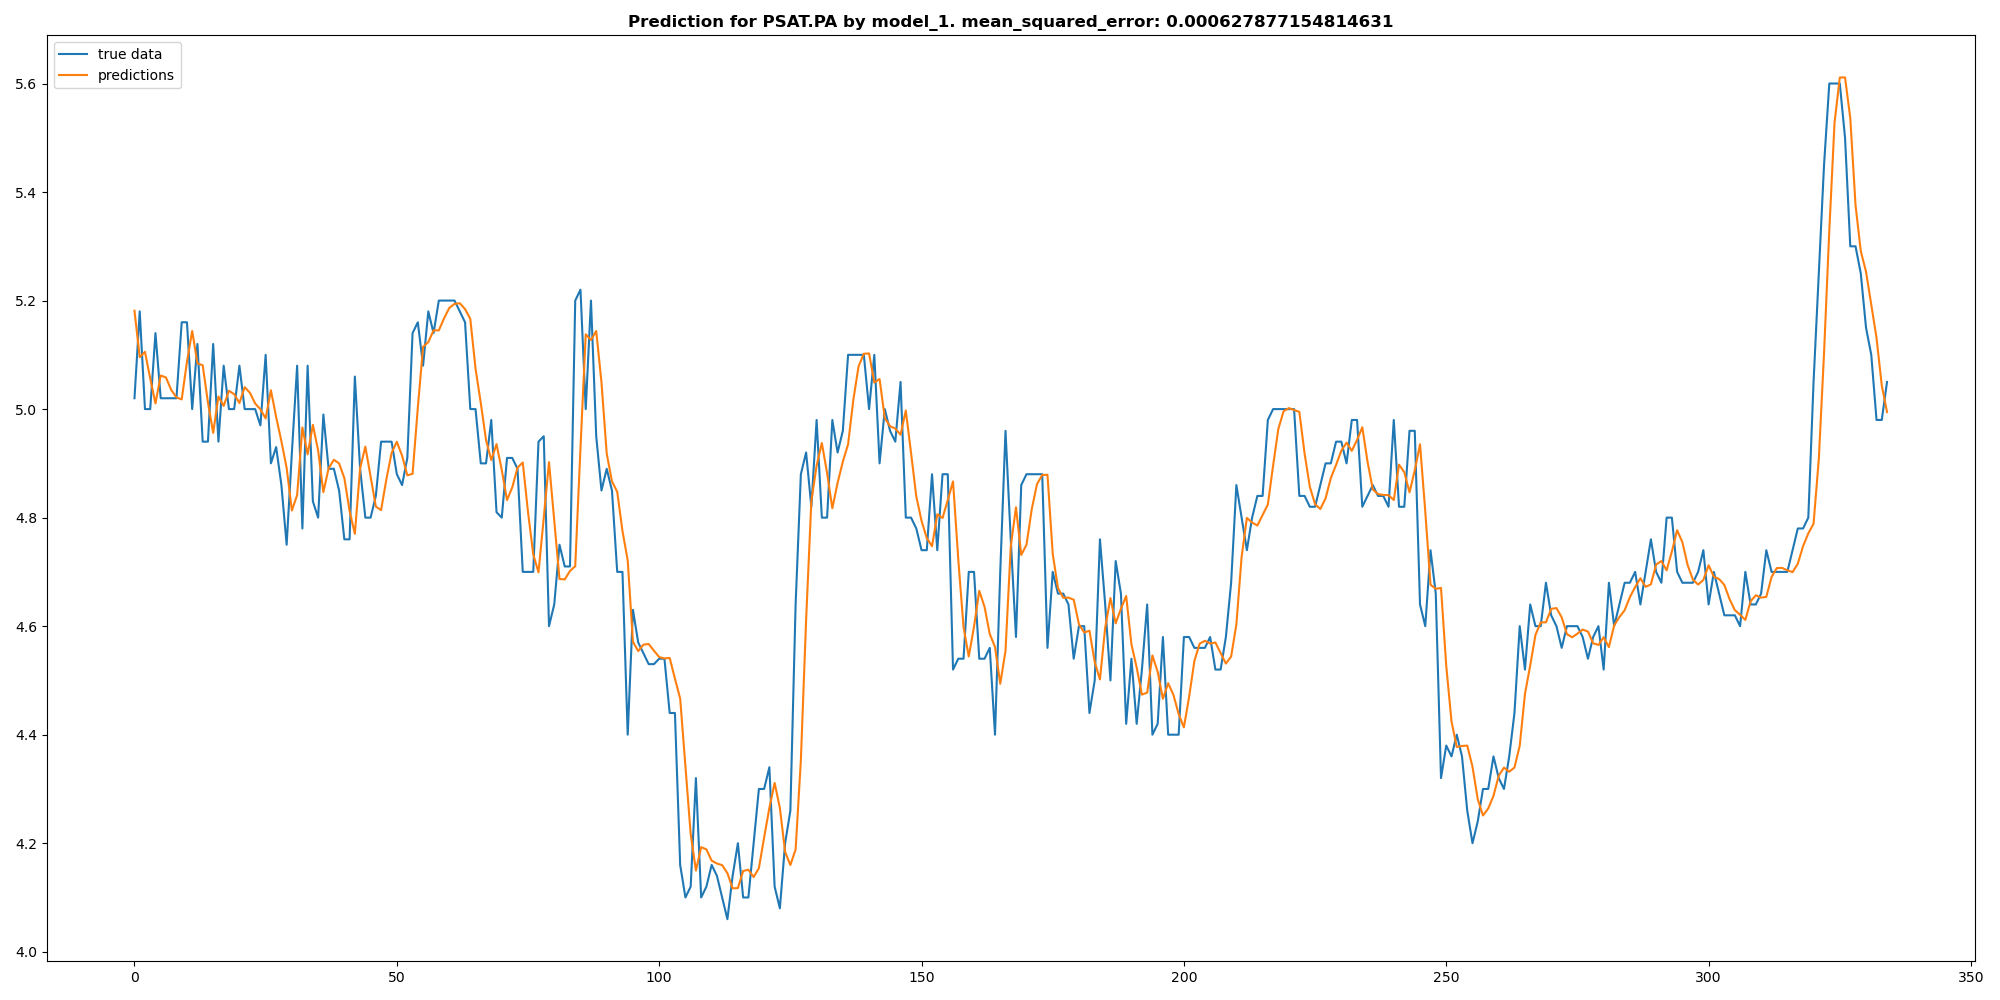 Prediction for PSAT.PA by model_1. mean_squared_error: 0.000627877154814631
true data
predictions
5.6
5.4
5.2
5.0
4.8
4.6
4.4
4.2
4.0
0 50 100 150 200 250 300 350